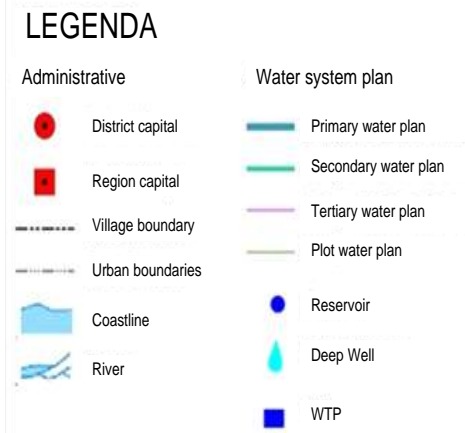 LEGENDA
Administrative
District capital
Region capital
Village boundary
Urban boundaries
Coastline
River
Water system plan
Primary water plan
Secondary water plan
Tertiary water plan
Plot water plan
Reservoir
Deep Well
WTP